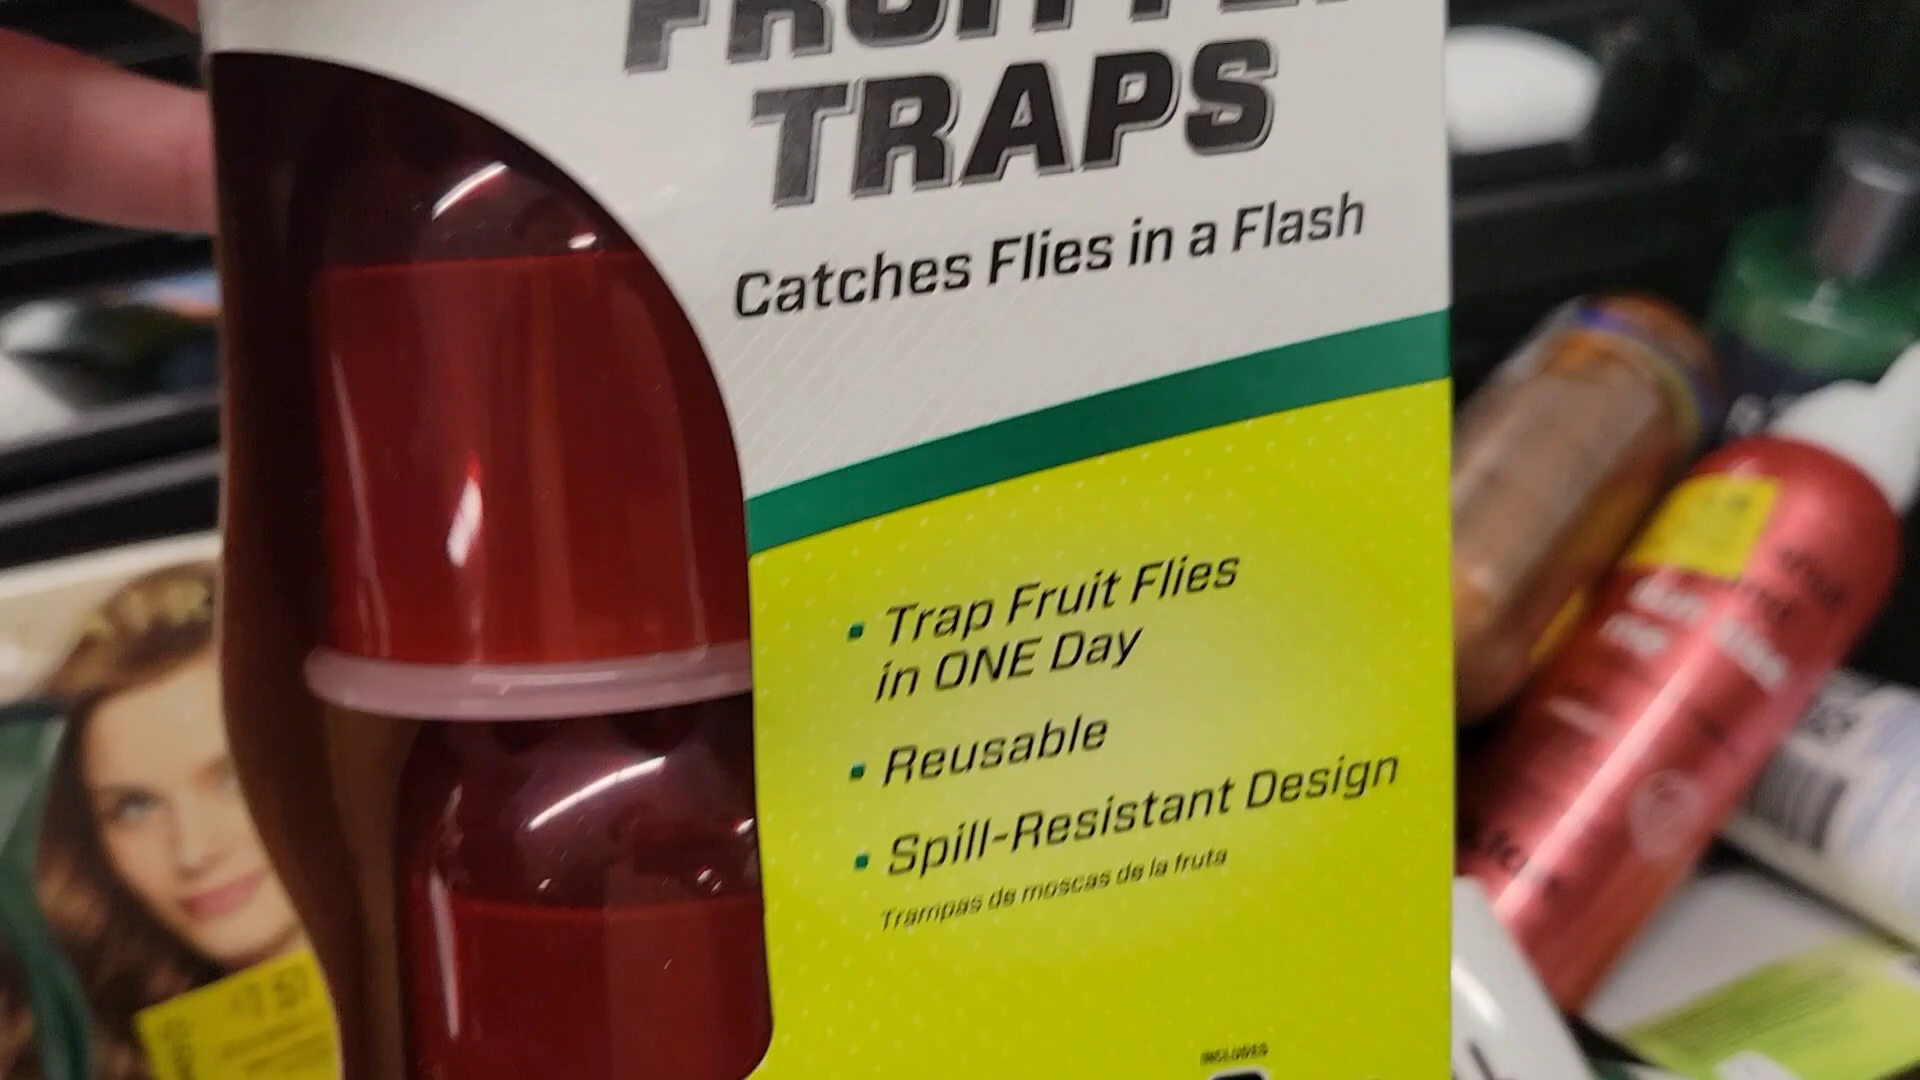 TRAPS
Catches Flies in a Flash
▪ Trap Fruit Flies
in ONE Day
▪ Reusable
▪ Spill-Resistant Design
Trampas de moscas de la fruta
INCLUDES